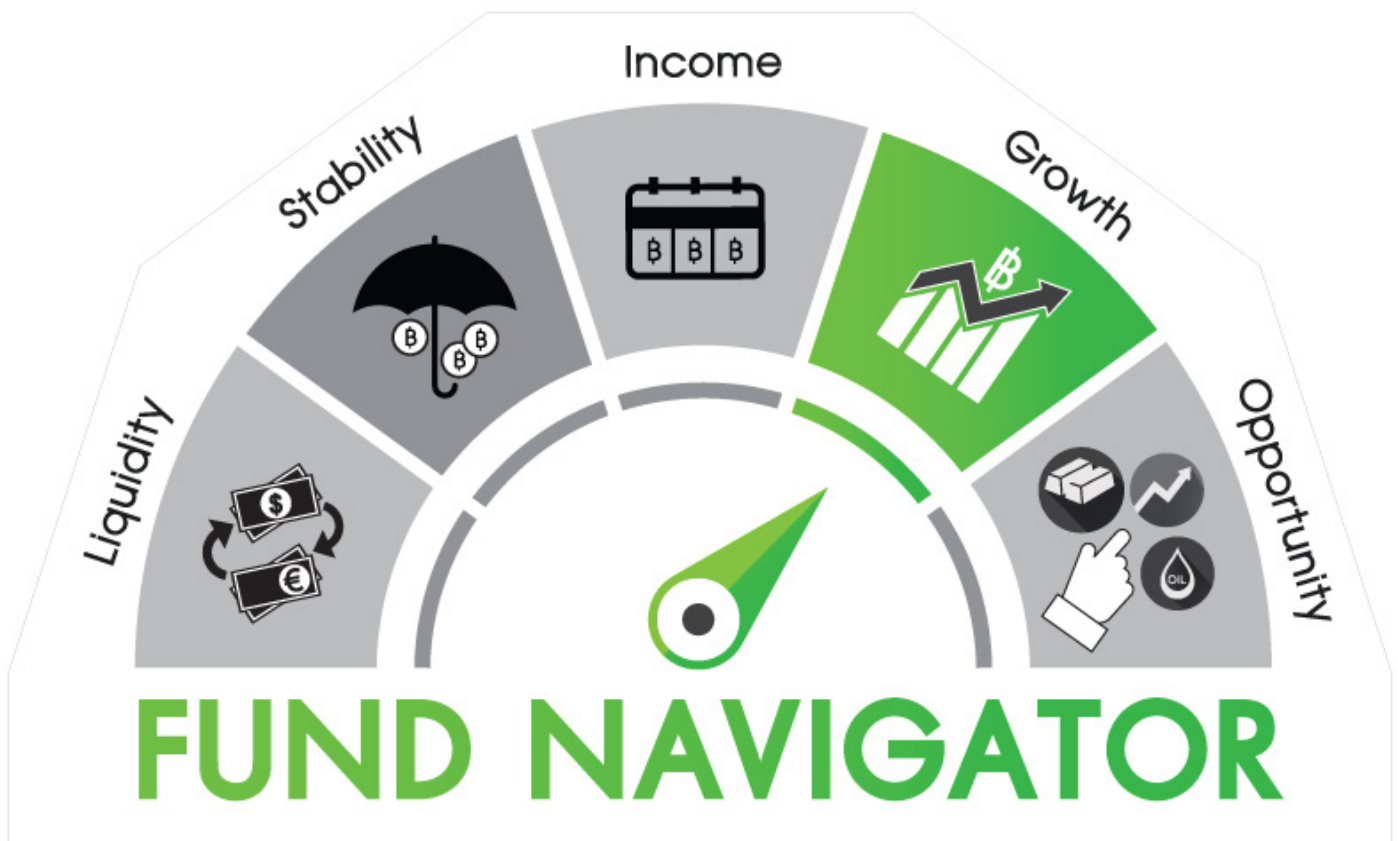 Income
Stability
Growth
Liquidity
Opportunity
฿ ฿ ฿
฿
฿
฿
฿
$
€
OIL
FUND NAVIGATOR